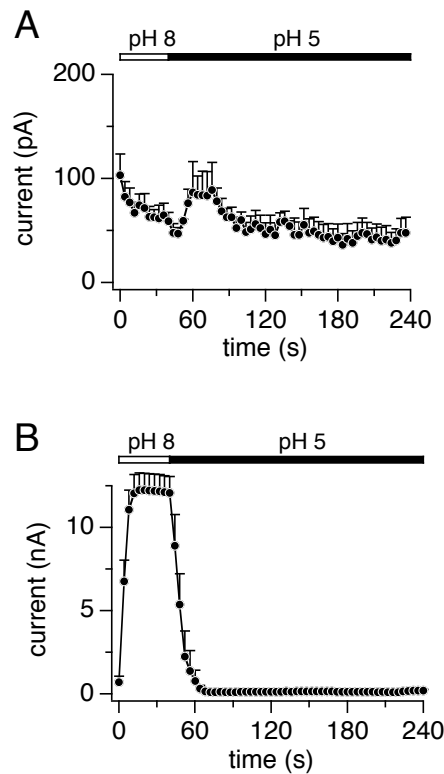 A
pH 8 pH 5
200
100
0
current (pA)
0 60 120 180 240
time (s)
B
pH 8 pH 5
10
5
0
current (nA)
0 60 120 180 240
time (s)